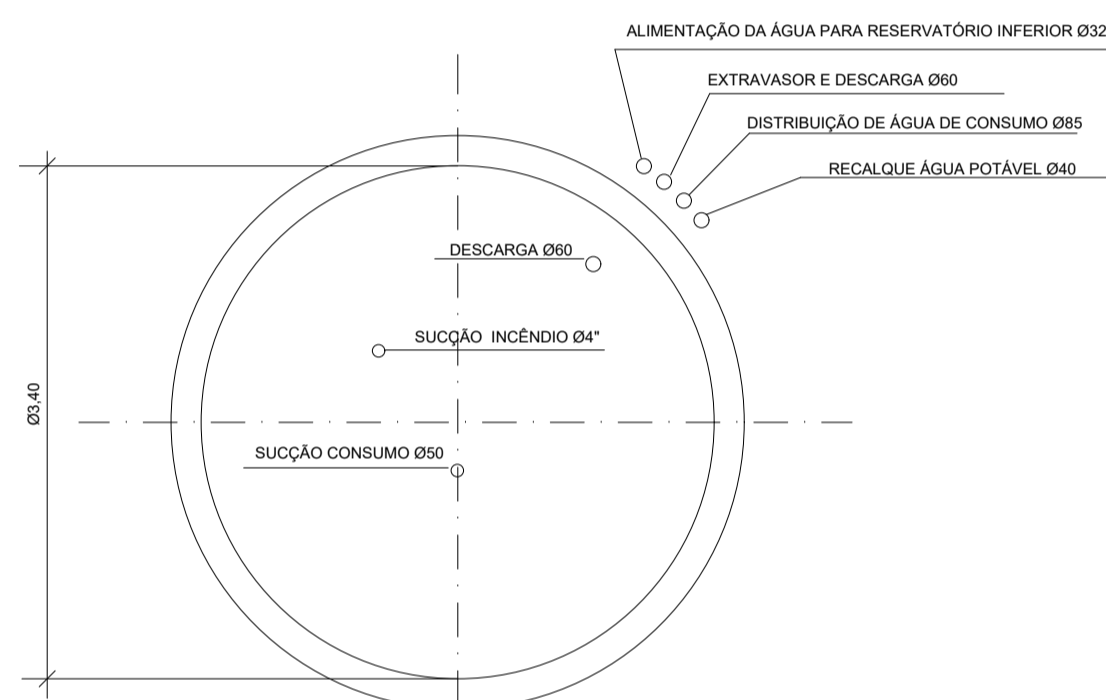 ALIMENTAÇÃO DA ÁGUA PARA RESERVATÓRIO INFERIOR Ø32
EXTRAVASOR E DESCARGA Ø60
DISTRIBUIÇÃO DE ÁGUA DE CONSUMO Ø85
RECALQUE ÁGUA POTÁVEL Ø40
DESCARGA Ø60
SUCÇÃO INCÊNDIO Ø4"
Ø3,40
SUCÇÃO CONSUMO Ø50